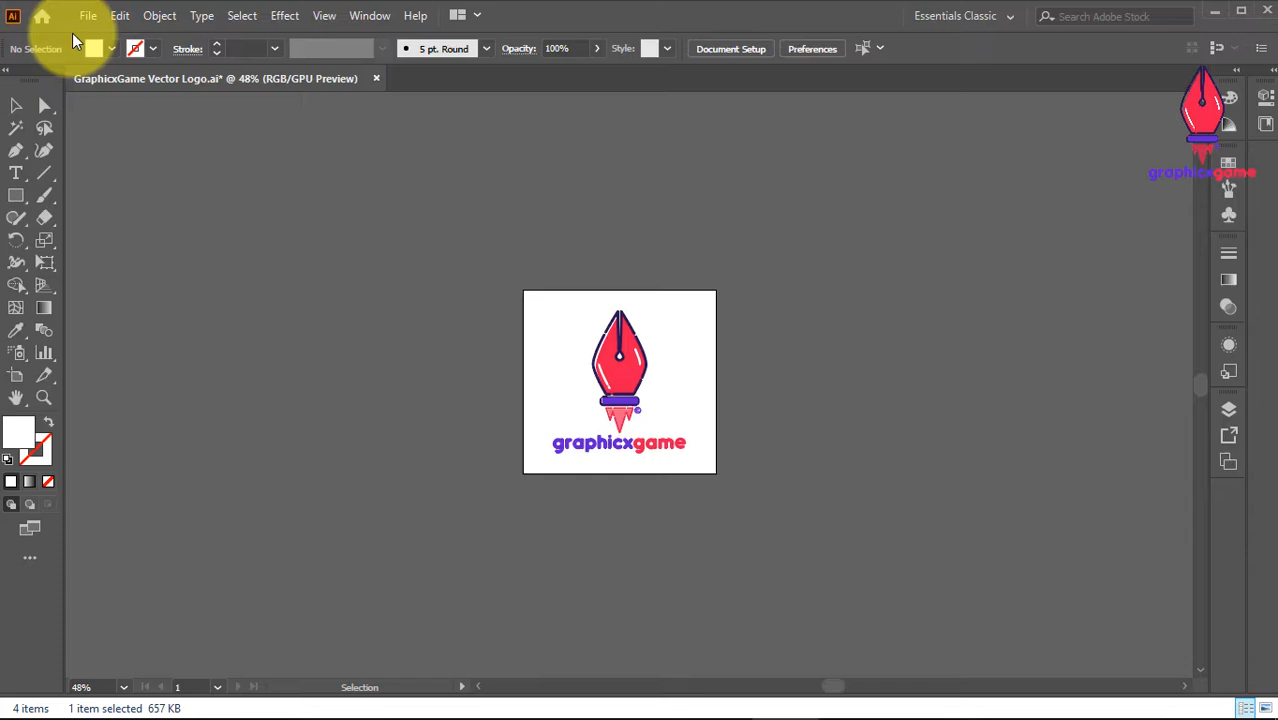 Ai File Edit Object Type Select Effect View Window Help Essentials Classic Search Adobe Stock
No Selection Stroke: 5 pt. Round Opacity: 100% Style: Document Setup Preferences
GraphicxGame Vector Logo.ai* @ 48% (RGB/GPU Preview)
graphicxgame
graphicxgame
48% 1 Selection
4 items 1 item selected 657 KB